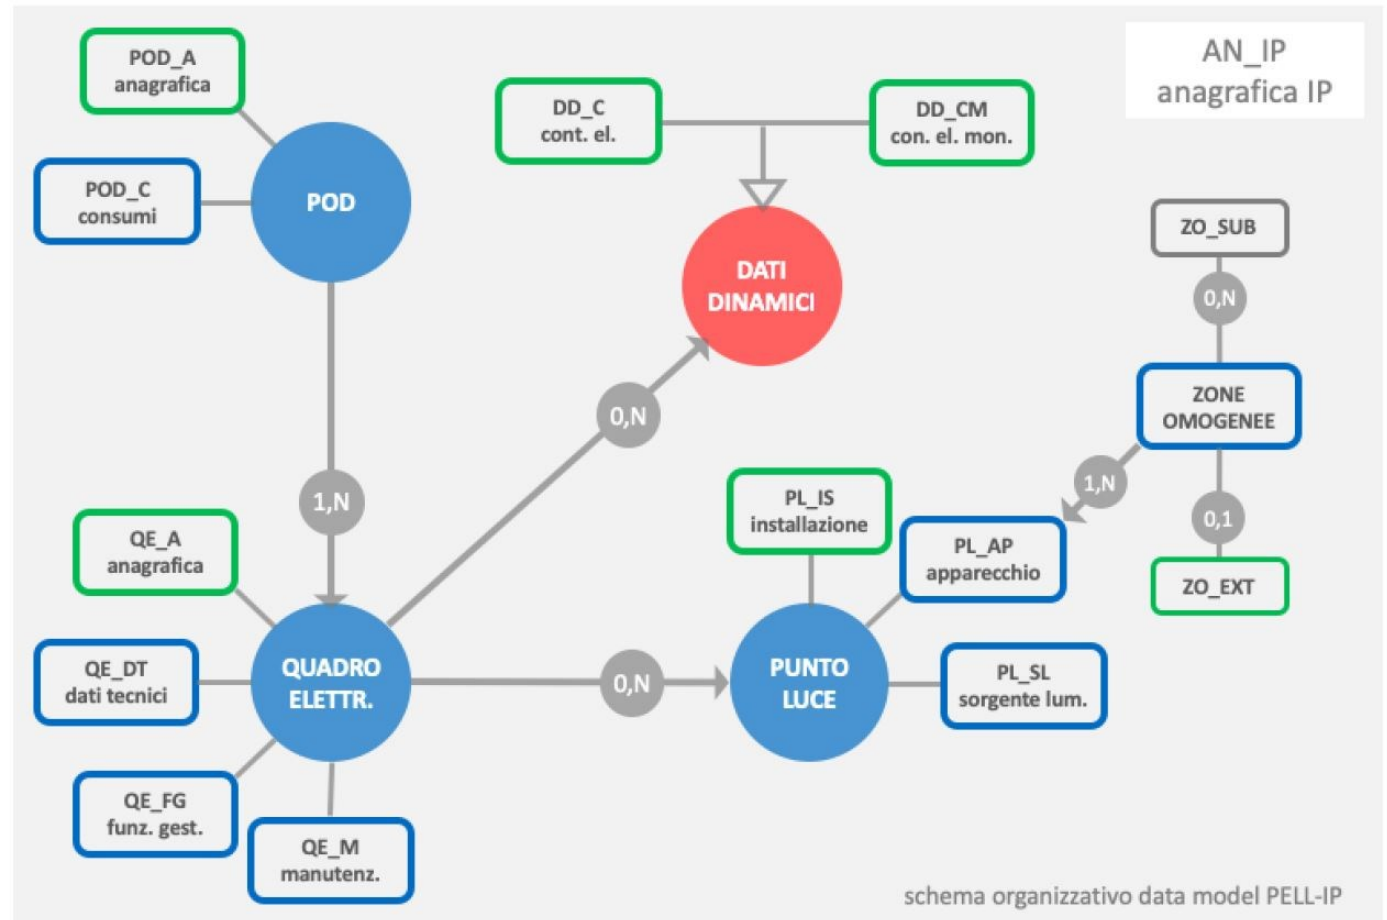 POD_A
anagrafica
AN_IP
anagrafica IP
DD_C
cont. el.
DD_CM
con. el. mon.
POD_C
consumi
POD
ZO_SUB
DATI
DINAMICI
0,N
ZONE
OMOGENEE
0,N
1,N
1,N
PL_IS
installazione
0,1
QE_A
anagrafica
PL_AP
apparecchio
ZO_EXT
QE_DT
dati tecnici
QUADRO
ELETTR.
0,N
PUNTO
LUCE
PL_SL
sorgente lum.
QE_FG
funz. gest.
QE_M
manutenz.
schema organizzativo data model PELL-IP